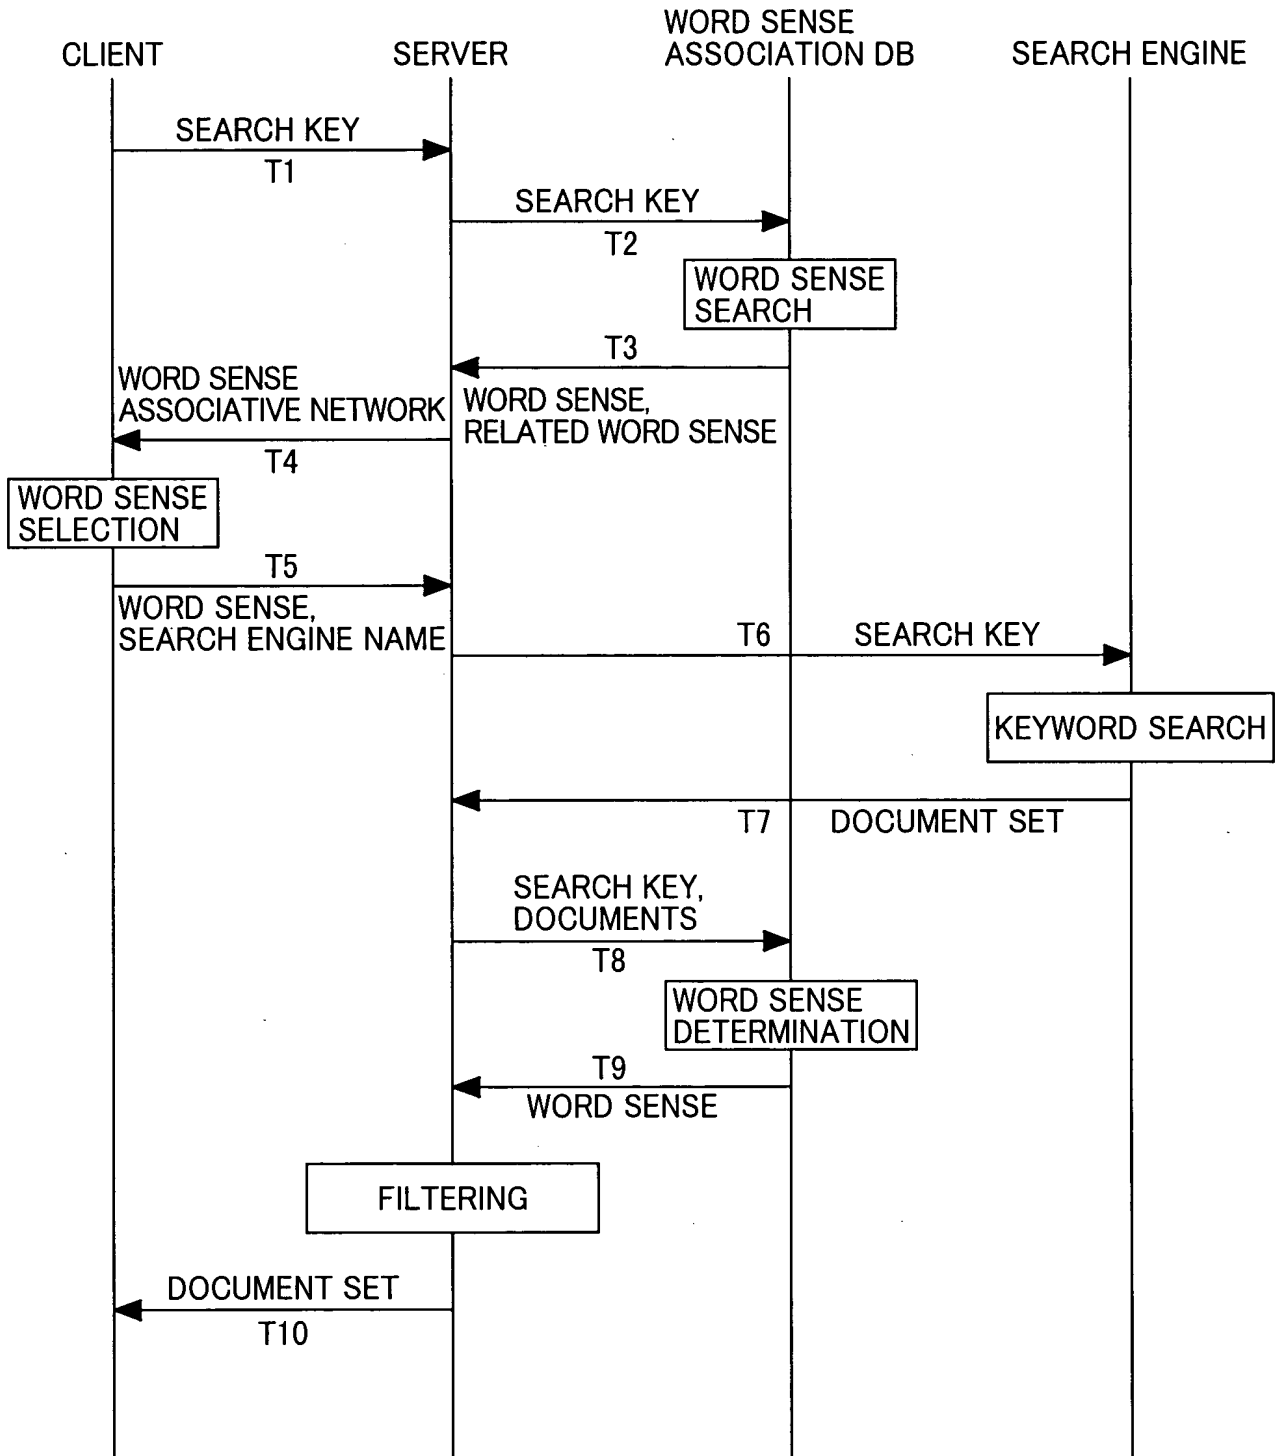 CLIENT
SERVER
WORD SENSE
ASSOCIATION DB
SEARCH ENGINE
SEARCH KEY
T1
SEARCH KEY
T2
WORD SENSE
SEARCH
T3
WORD SENSE,
RELATED WORD SENSE
WORD SENSE
ASSOCIATIVE NETWORK
T4
WORD SENSE
SELECTION
T5
WORD SENSE,
SEARCH ENGINE NAME
T6
SEARCH KEY
KEYWORD SEARCH
T7
DOCUMENT SET
SEARCH KEY,
DOCUMENTS
T8
WORD SENSE
DETERMINATION
T9
WORD SENSE
FILTERING
DOCUMENT SET
T10